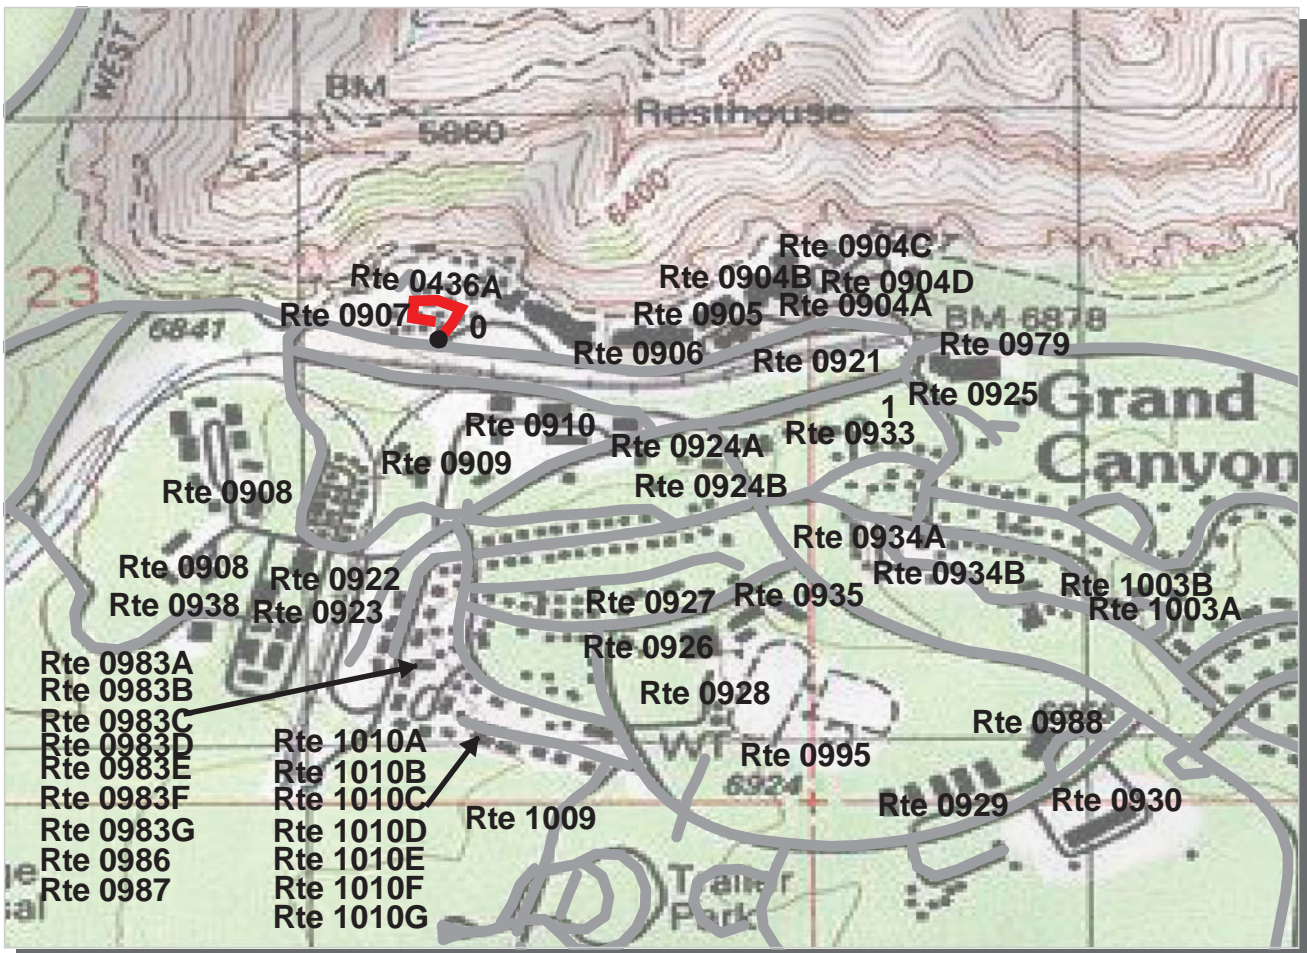 WEST
BM
5860
5800
Resthouse
6400
23
6841
Rte 0904C
Rte 0904B
Rte 0904D
Rte 0904A
Rte 0436A
Rte 0907
0
Rte 0905
BM 6878
Rte 0906
Rte 0921
Rte 0979
Rte 0925
Grand
Canyon
1
Rte 0910
Rte 0933
Rte 0924A
Rte 0909
Rte 0924B
Rte 0908
Rte 0934A
Rte 0908
Rte 0922
Rte 0934B
Rte 1003B
Rte 0938
Rte 0923
Rte 0927
Rte 0935
Rte 1003A
Rte 0926
Rte 0983A
Rte 0983B
Rte 0983C
Rte 0983D
Rte 0983E
Rte 0983F
Rte 0983G
Rte 0986
Rte 0987
Rte 0928
Rte 0988
WT
Rte 0995
6924
Rte 1010A
Rte 1010B
Rte 1010C
Rte 1010D
Rte 1010E
Rte 1010F
Rte 1010G
Rte 1009
Rte 0929
Rte 0930
Trailer
Park